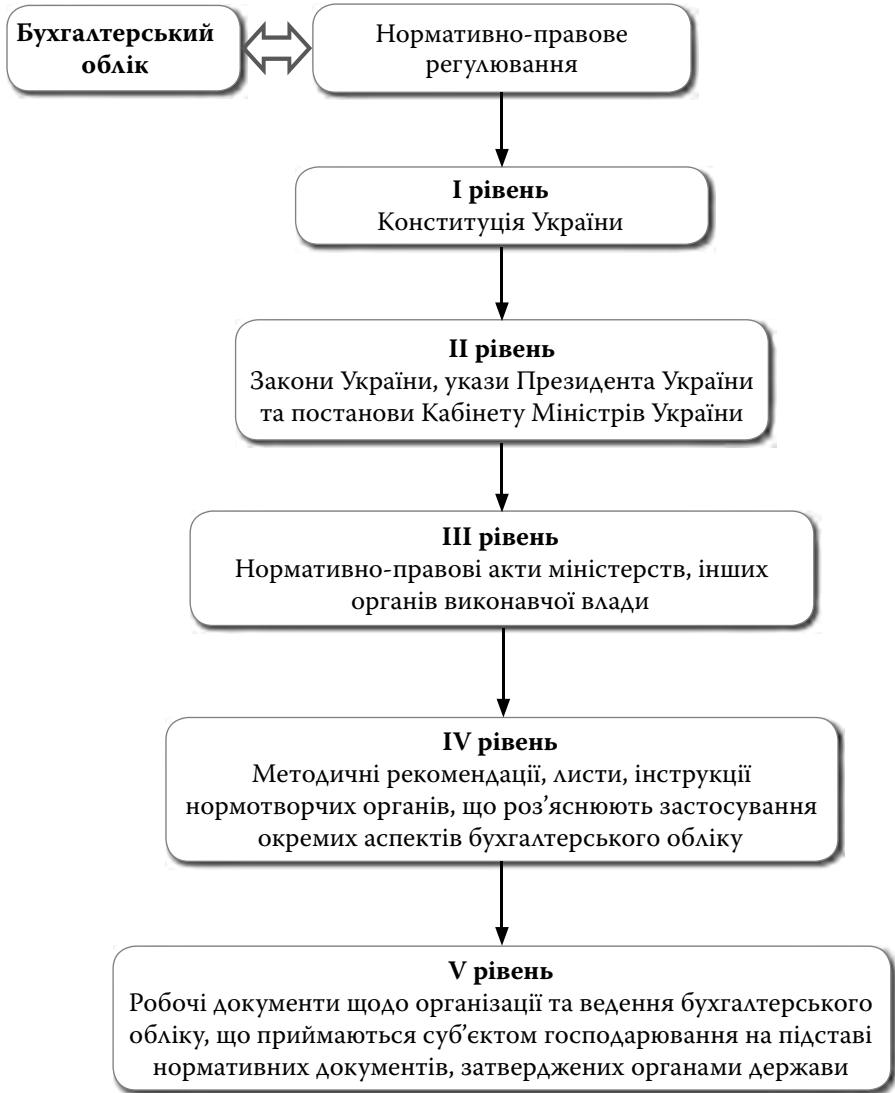 Бухгалтерський
облік
Нормативно-правове
регулювання
I рівень
Конституція України
II рівень
Закони України, укази Президента України
та постанови Кабінету Міністрів України
III рівень
Нормативно-правові акти міністерств, інших
органів виконавчої влади
IV рівень
Методичні рекомендації, листи, інструкції
нормотворчих органів, що роз’яснюють застосування
окремих аспектів бухгалтерського обліку
V рівень
Робочі документи щодо організації та ведення бухгалтерського
обліку, що приймаються суб’єктом господарювання на підставі
нормативних документів, затверджених органами держави